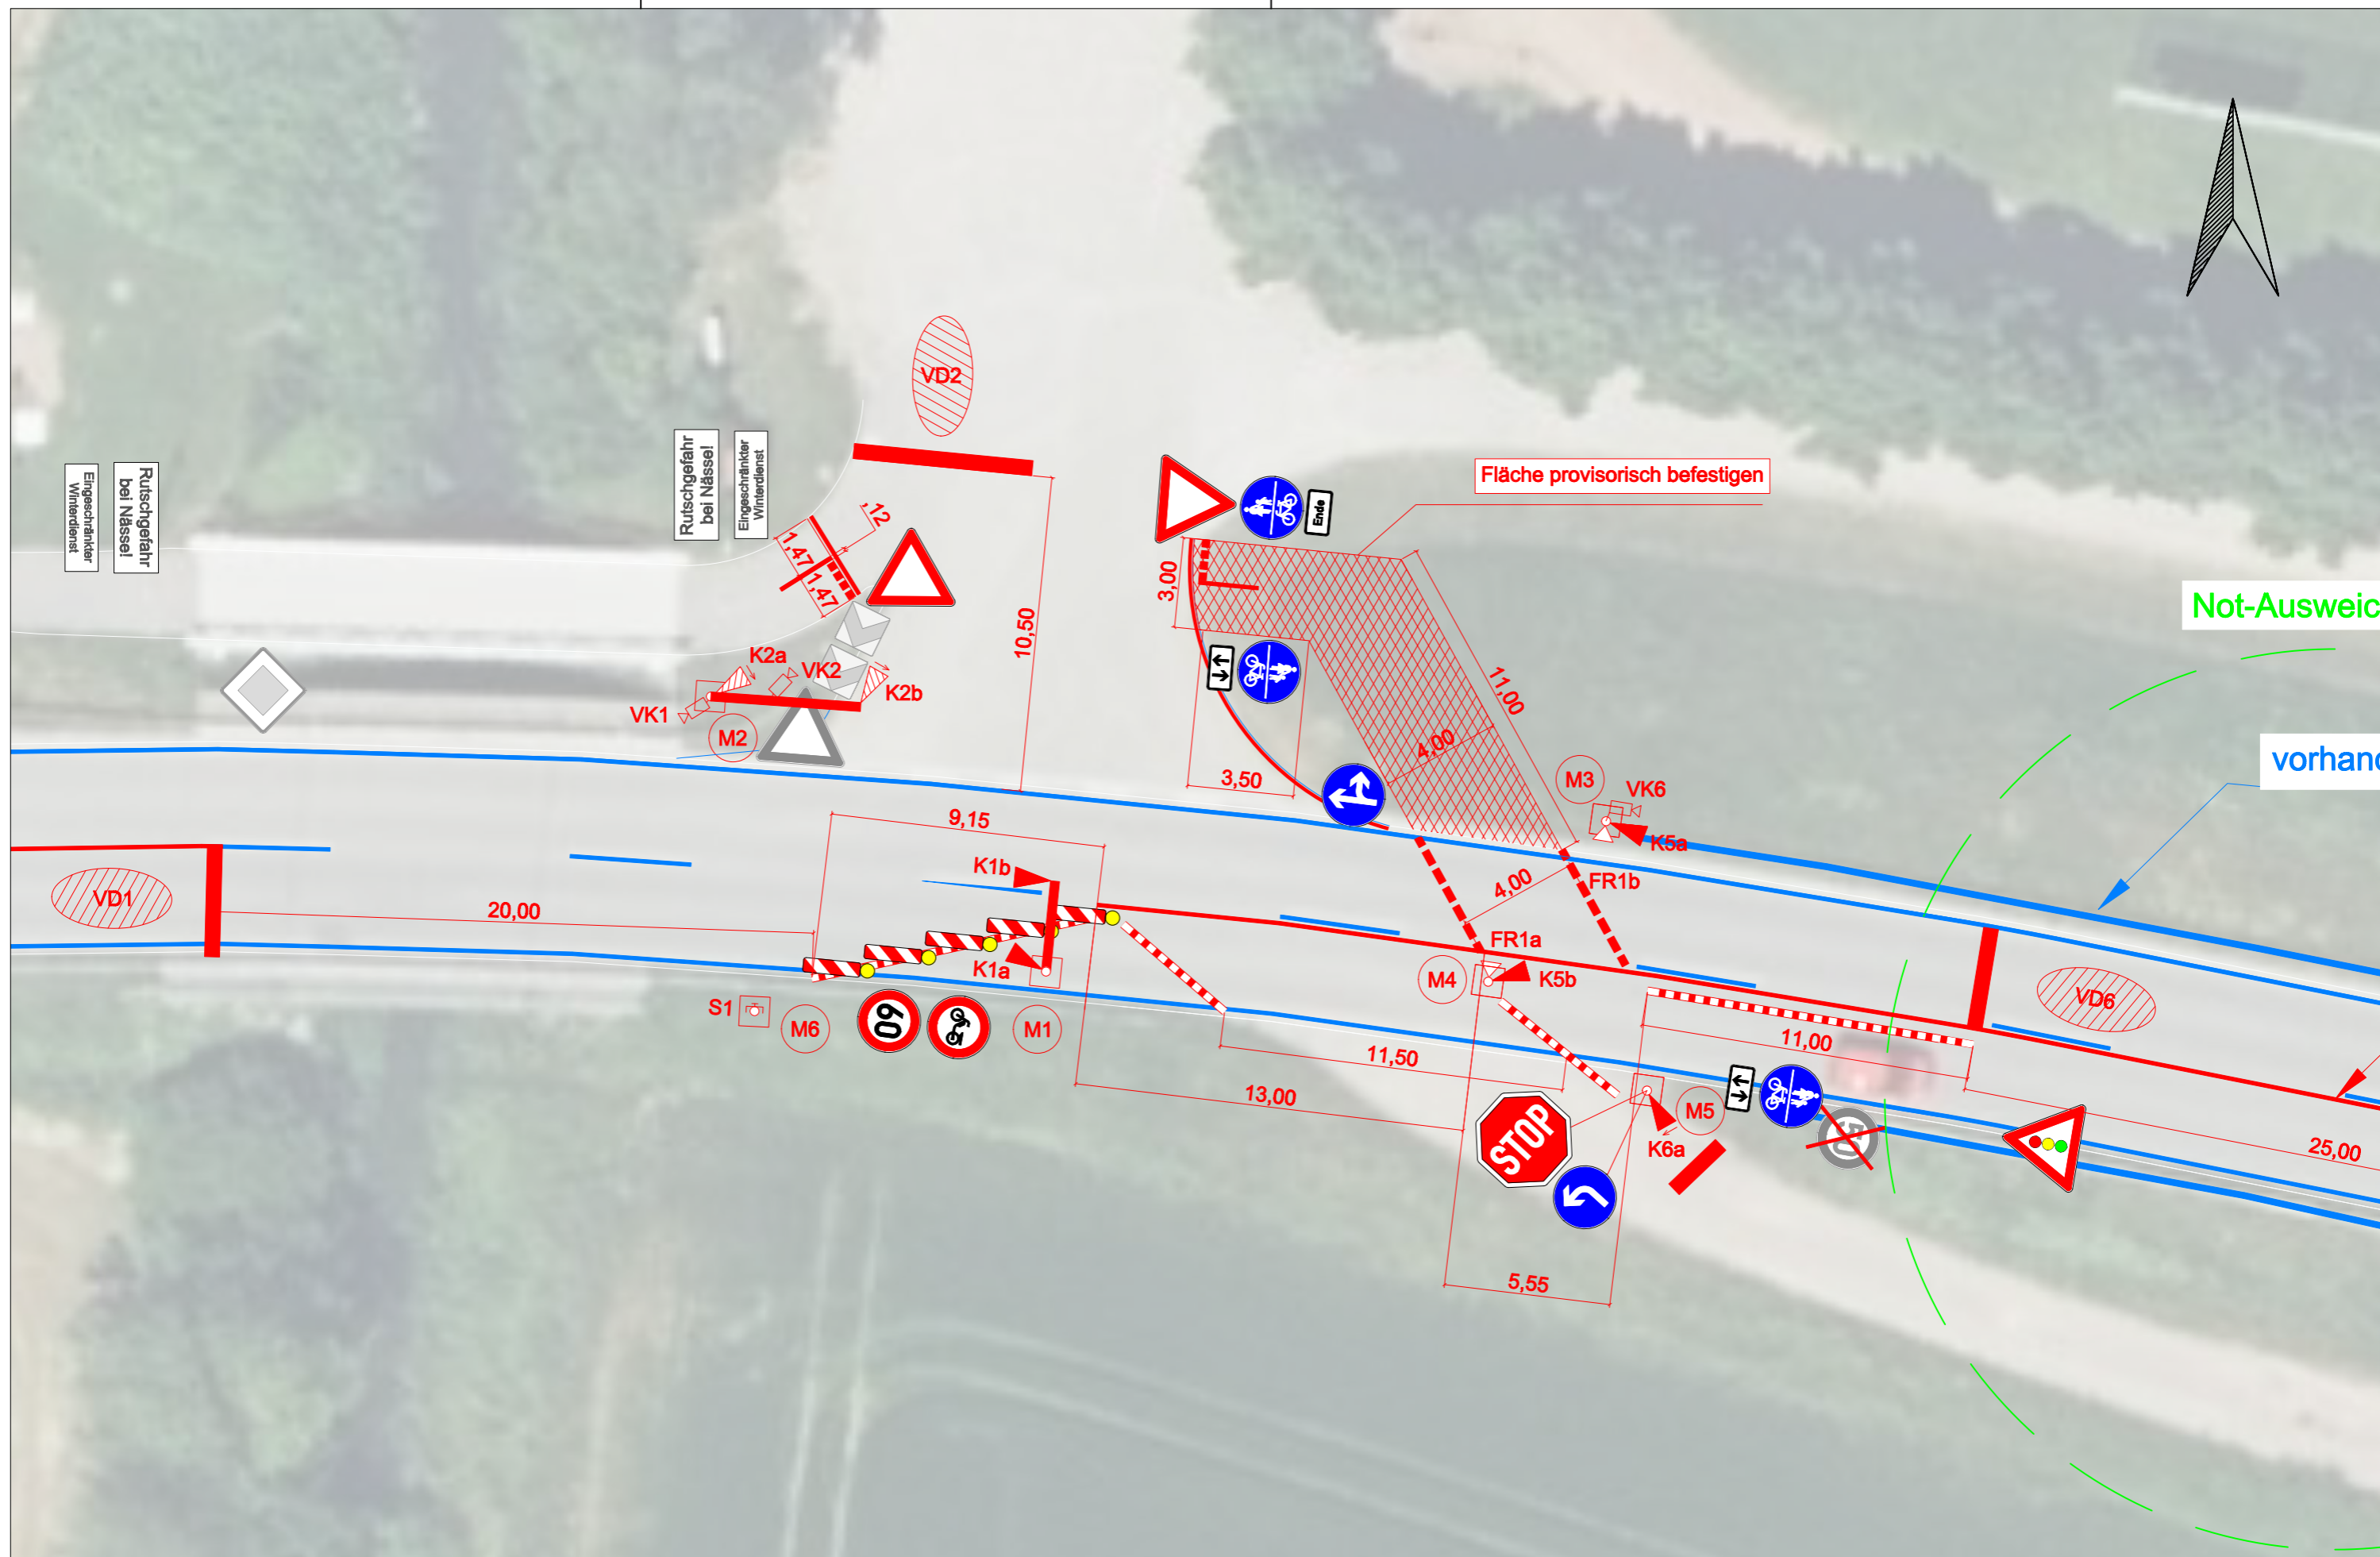 VD2
Rutschgefahr
bei Nässe!
Eingeschränkter
Winterdienst
Rutschgefahr
bei Nässe!
Eingeschränkter
Winterdienst
Fläche provisorisch befestigen
Ende
,12
1,47
1,47
3,00
10,50
Not-Ausweic
K2a
VK2
K2b
VK1
M2
11,00
4,00
3,50
M3
VK6
K5a
vorhand
9,15
K1b
4,00
FR1b
VD1
20,00
K1a
FR1a
M4
K5b
VD6
S1
M6
60
M1
11,50
11,00
13,00
STOP
M5
K6a
50
25,00
5,55